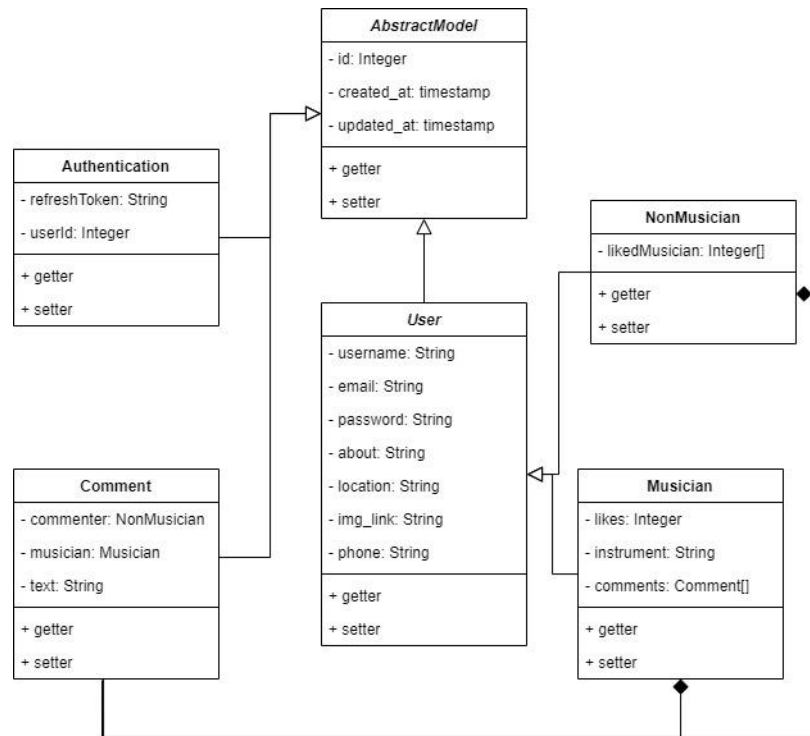 AbstractModel
- id: Integer
- created_at: timestamp
- updated_at: timestamp
+ getter
+ setter
Authentication
- refreshToken: String
- userId: Integer
+ getter
+ setter
NonMusician
- likedMusician: Integer[]
+ getter
+ setter
User
- username: String
- email: String
- password: String
- about: String
- location: String
- img_link: String
- phone: String
+ getter
+ setter
Comment
- commenter: NonMusician
- musician: Musician
- text: String
+ getter
+ setter
Musician
- likes: Integer
- instrument: String
- comments: Comment[]
+ getter
+ setter